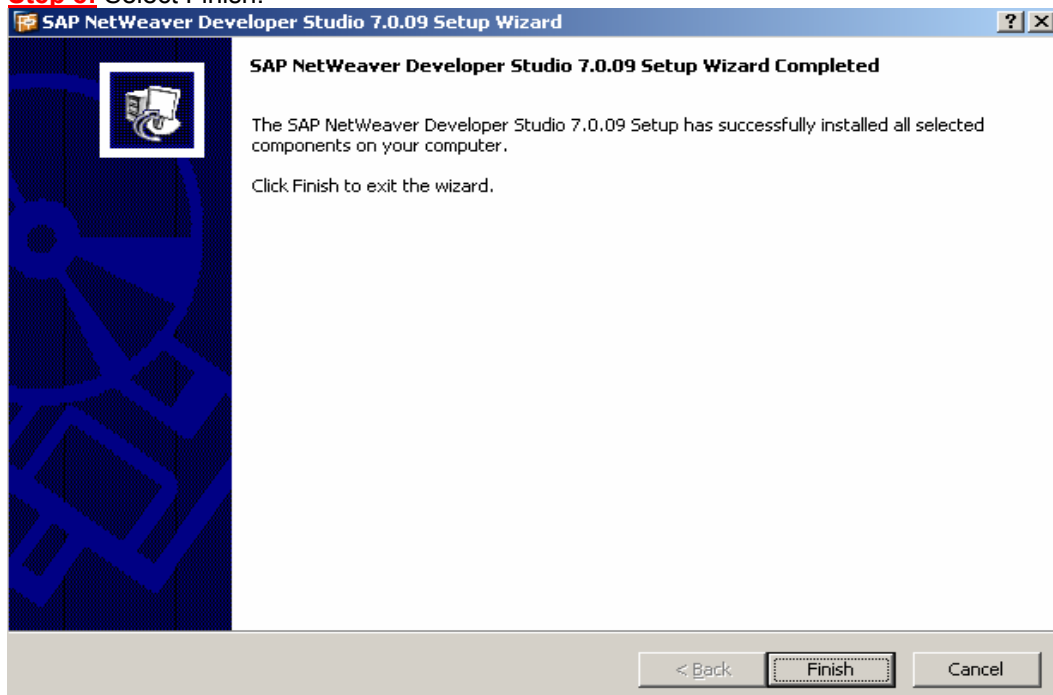 Select Finish.
SAP NetWeaver Developer Studio 7.0.09 Setup Wizard
SAP NetWeaver Developer Studio 7.0.09 Setup Wizard Completed
The SAP NetWeaver Developer Studio 7.0.09 Setup has successfully installed all selected
components on your computer.
Click Finish to exit the wizard.
< Back Finish Cancel